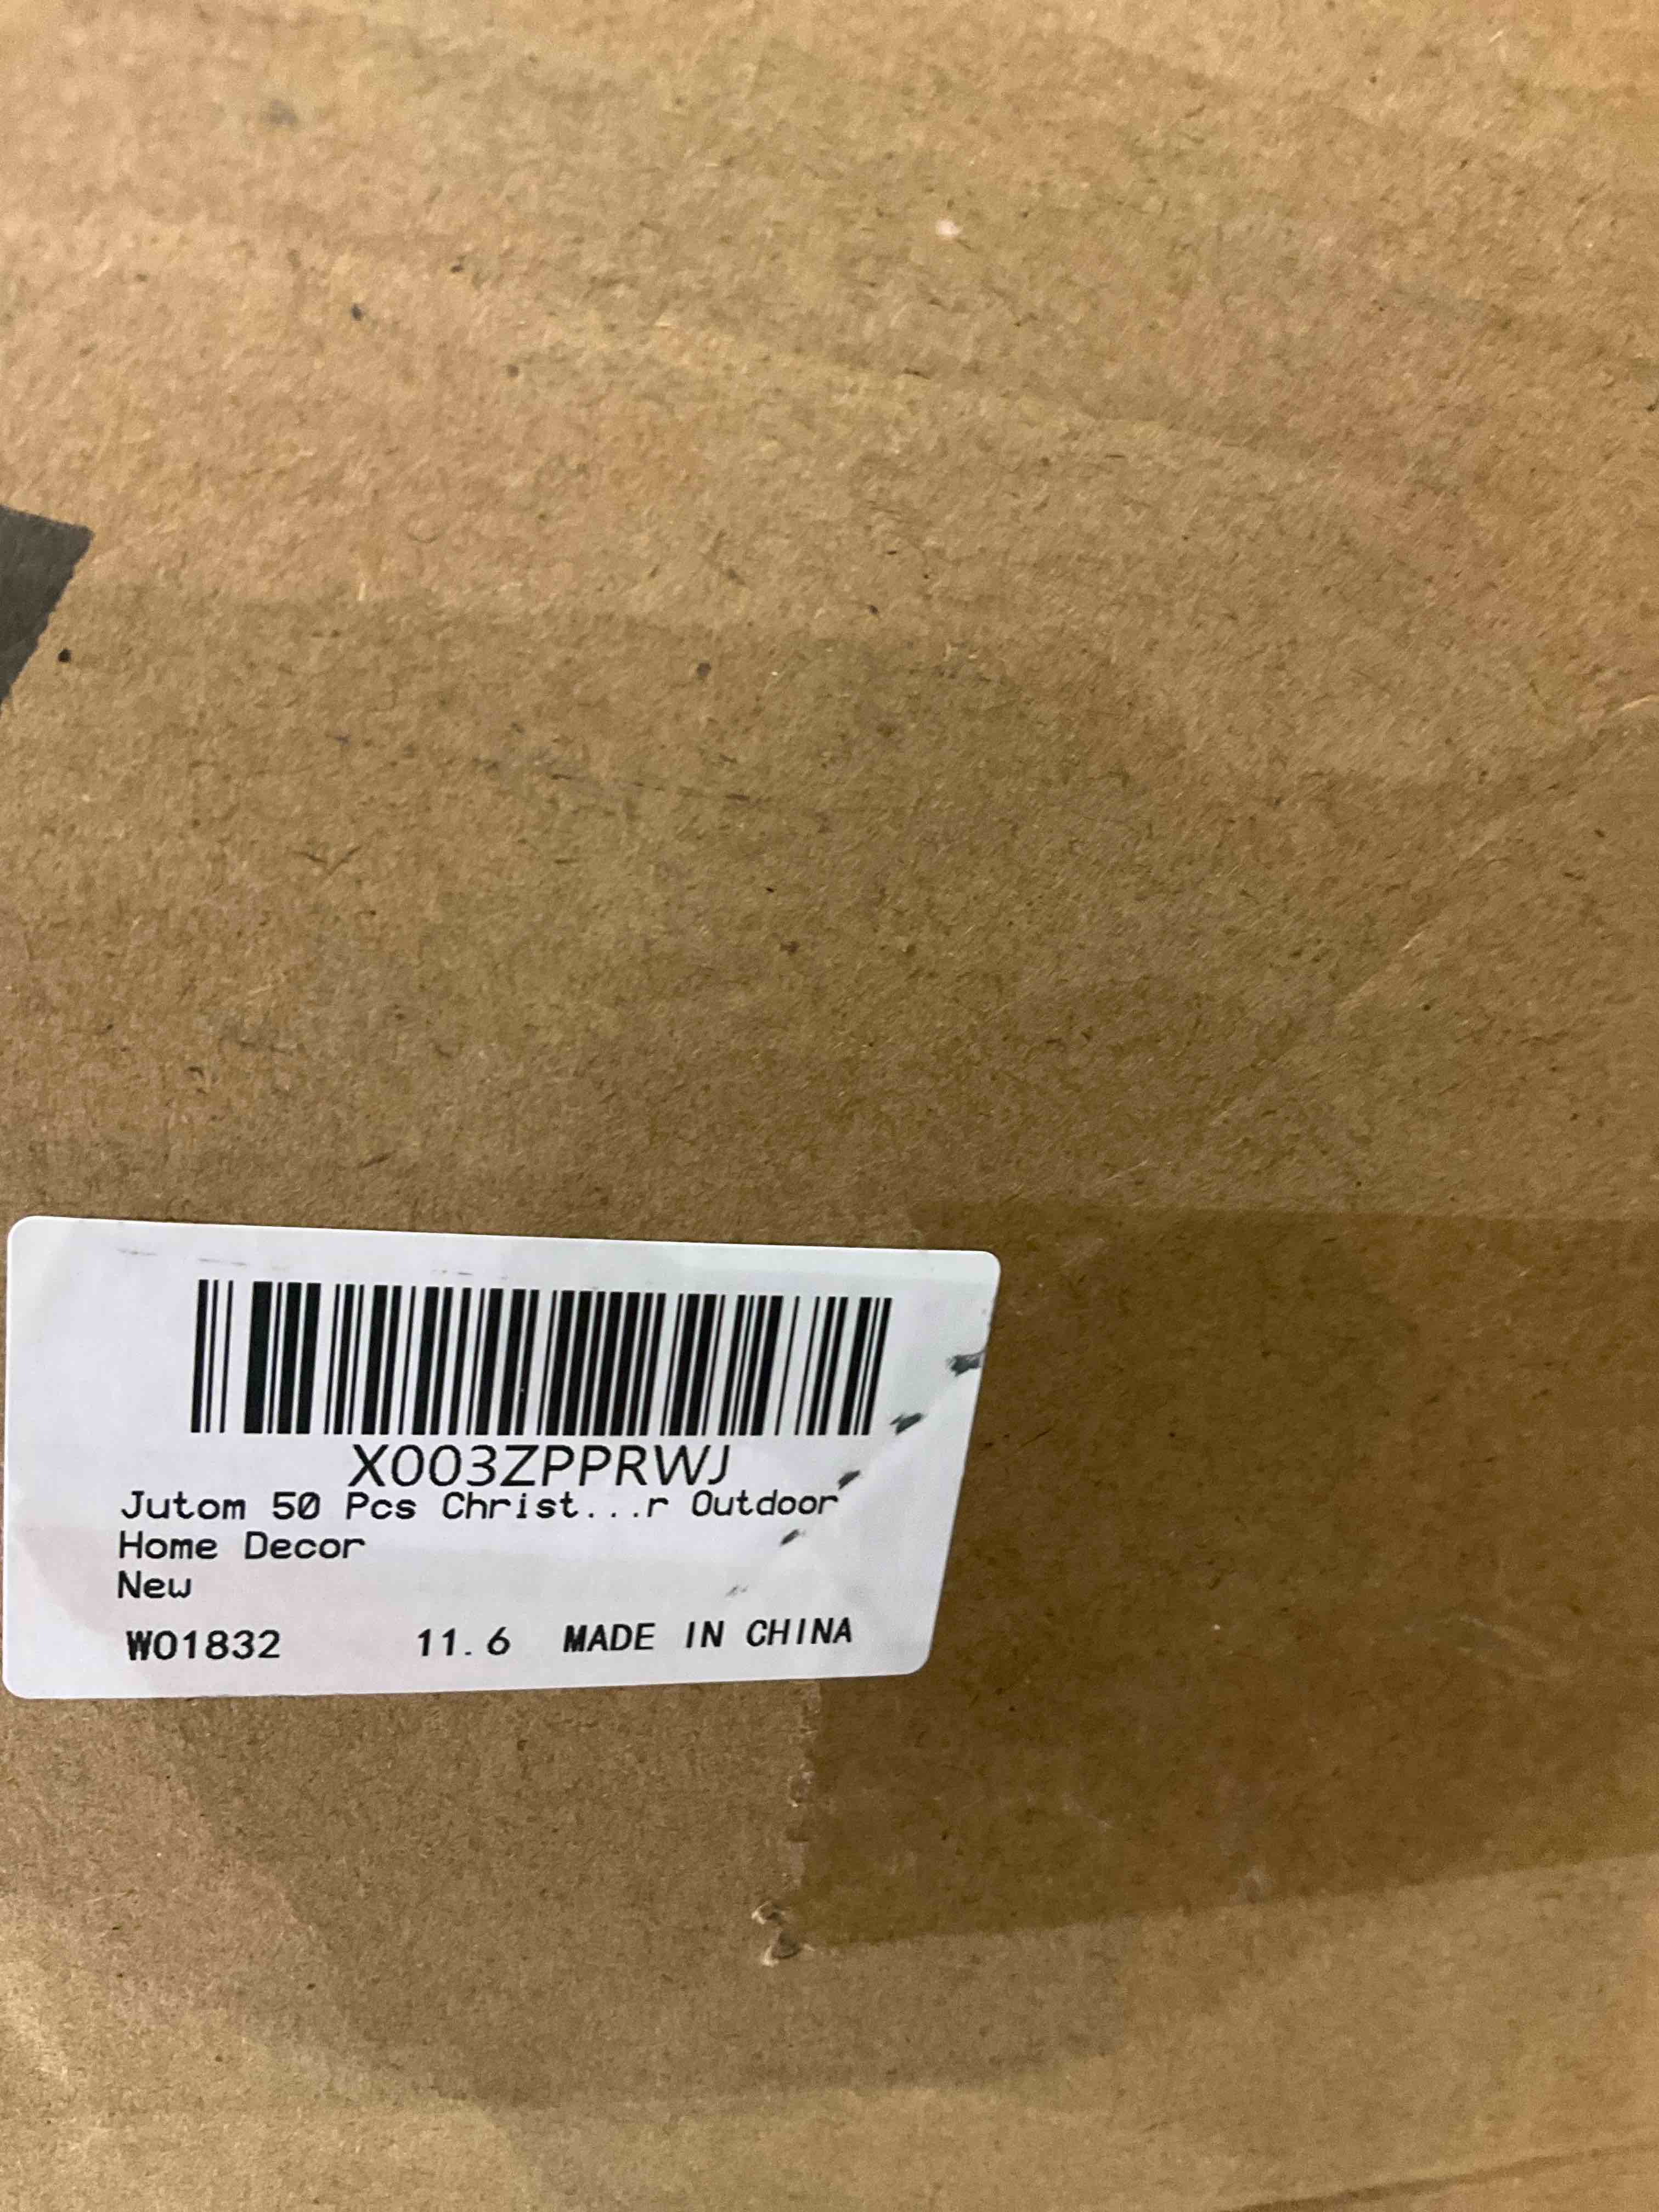 X003ZPPRWJ
Jutom 50 Pcs Christ...r Outdoor
Home Decor
New
W01832 11.6 MADE IN CHINA